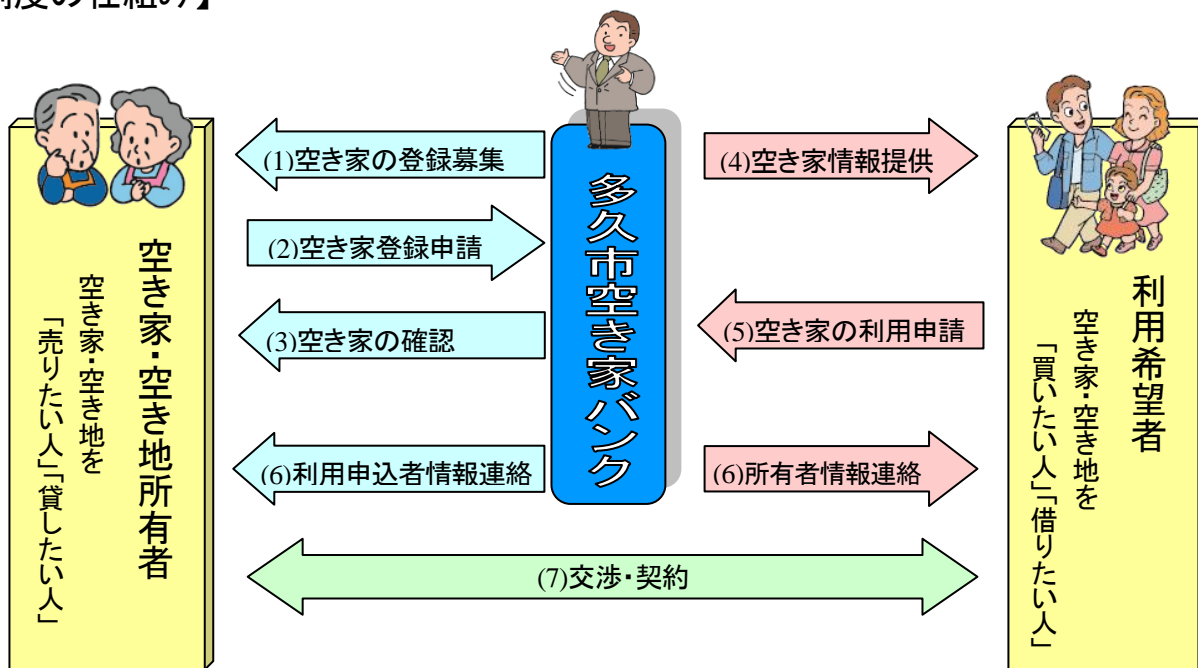 制度の仕組み】
空き家・空き地所有者
空き家・空き地を
「売りたい人」「貸したい人」
(1)空き家の登録募集
(2)空き家登録申請
(3)空き家の確認
(6)利用申込者情報連絡
多久市空き家バンク
(4)空き家情報提供
(5)空き家の利用申請
(6)所有者情報連絡
(7)交渉・契約
利用希望者
空き家・空き地を
「買いたい人」「借りたい人」